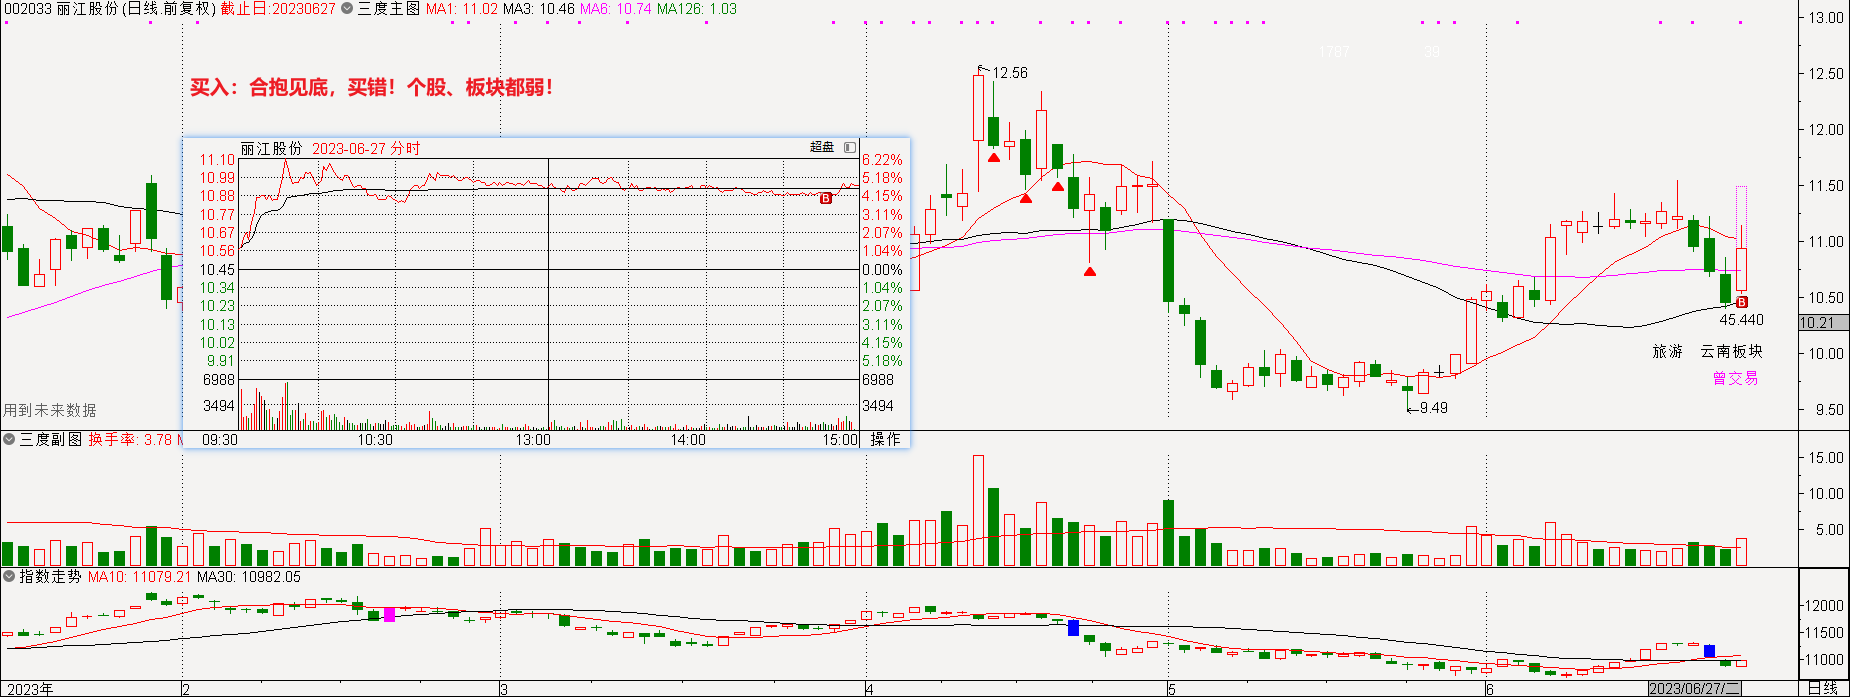 002033 丽江股份(日线.前复权) 截止日:20230627 三度主图 MA1: 11.02 MA3: 10.46 MA6: 10.74 MA126: 1.03
13.00
1787 39
买入：合抱见底，买错！个股、板块都弱！
12.56
12.50
12.00
11.50
11.00
10.50
10.21
10.00
9.50
丽江股份 2023-06-27 分时 超盘
11.10 6.22%
10.99 5.18%
10.88 4.15%
10.77 3.11%
10.67 2.07%
10.56 1.04%
10.45 0.00%
10.34 1.04%
10.23 2.07%
10.13 3.11%
10.02 4.15%
9.91 5.18%
6988 6988
3494 3494
09:30 10:30 13:00 14:00 15:00 操作
B
B
45.440
旅游 云南板块
曾交易
9.49
用到未来数据
三度副图 换手率: 3.78
15.00
10.00
5.00
指数走势 MA10: 11079.21 MA30: 10982.05
12000
11500
11000
2023年 2 3 4 5 6 2023/06/27/二 日线